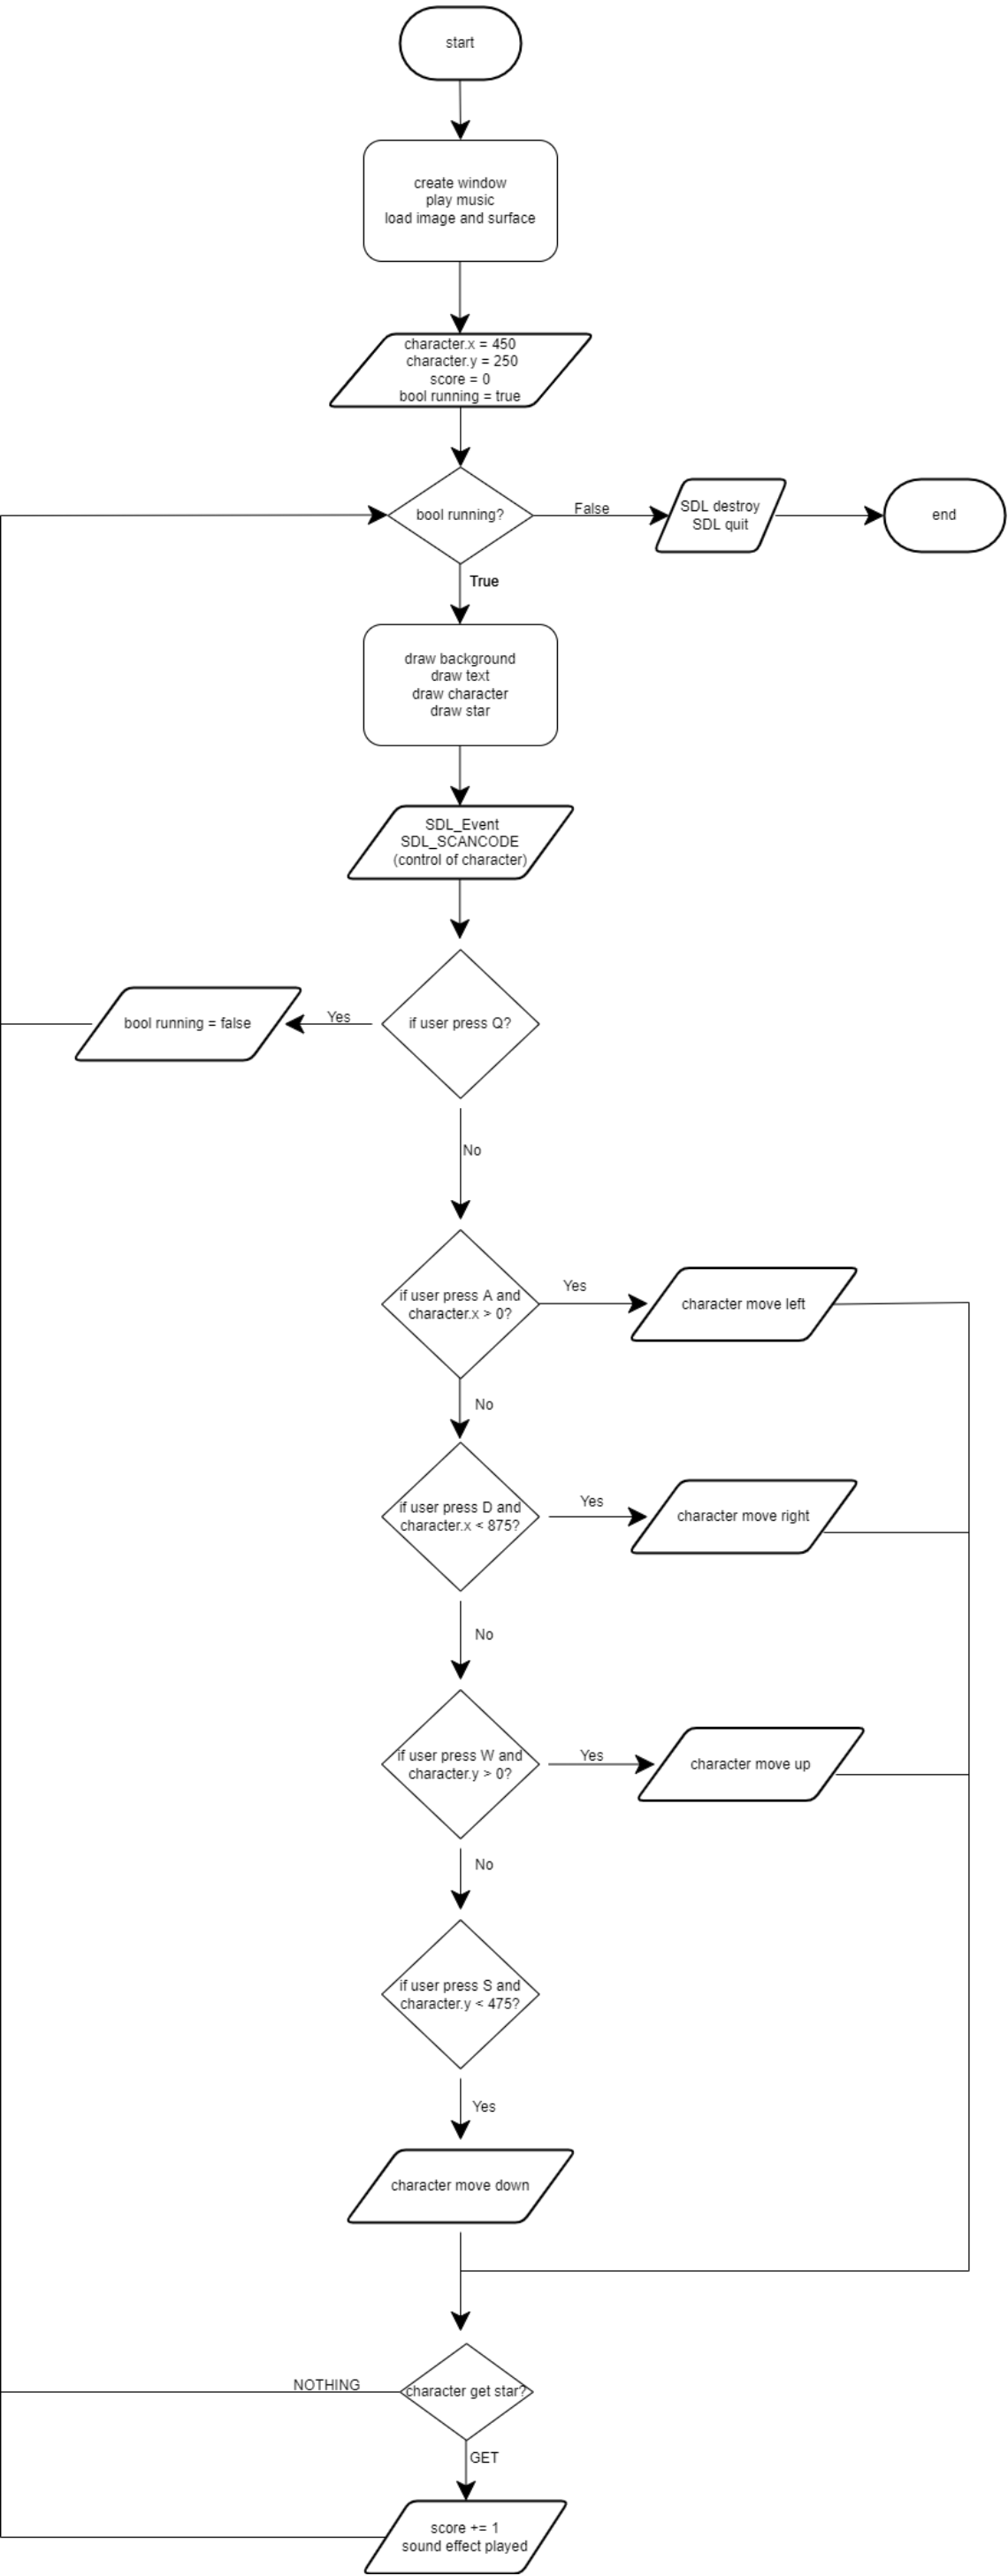 start
create window
play music
load image and surface
character.x = 450
character.y = 250
score = 0
bool running = true
bool running?
False
SDL destroy
SDL quit
end
True
draw background
draw text
draw character
draw star
SDL_Event
SDL_SCANCODE
(control of character)
if user press Q?
Yes
bool running = false
No
if user press A and
character.x > 0?
Yes
character move left
No
if user press D and
character.x < 875?
Yes
character move right
No
if user press W and
character.y > 0?
Yes
character move up
No
if user press S and
character.y < 475?
Yes
character move down
character get star?
NOTHING
GET
score += 1
sound effect played